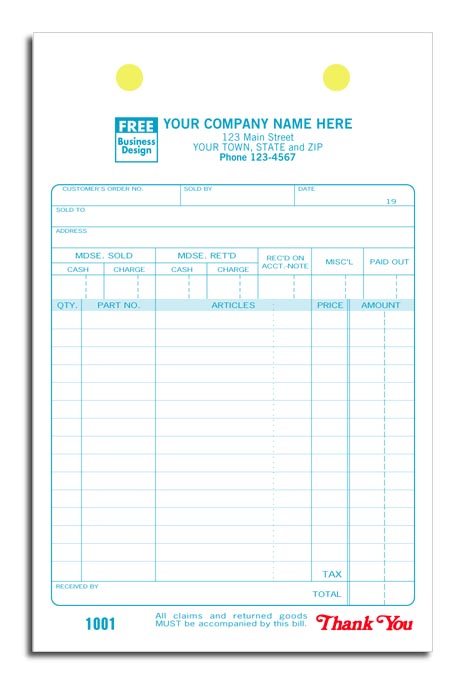 FREE
Business
Design
YOUR COMPANY NAME HERE
123 Main Street
YOUR TOWN, STATE and ZIP
Phone 123-4567
CUSTOMER'S ORDER NO. SOLD BY DATE
19
SOLD TO
ADDRESS
MDSE. SOLD MDSE. RET'D REC'D ON ACCT.-NOTE MISC'L PAID OUT
CASH CHARGE CASH CHARGE
QTY. PART NO. ARTICLES PRICE AMOUNT
TAX
RECEIVED BY
TOTAL
1001
All claims and returned goods
MUST be accompanied by this bill.
Thank You